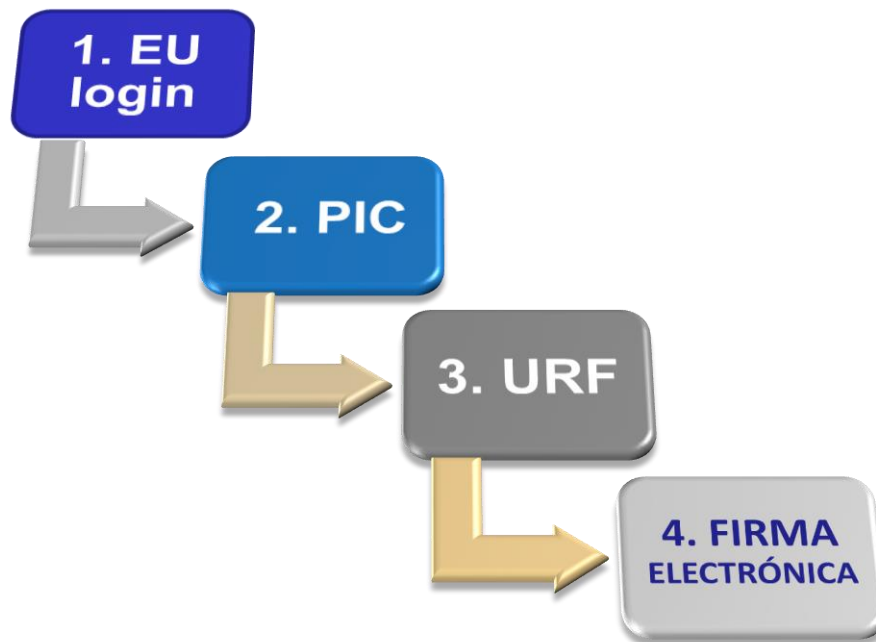 1. EU
login
2. PIC
3. URF
4. FIRMA
ELECTRÓNICA